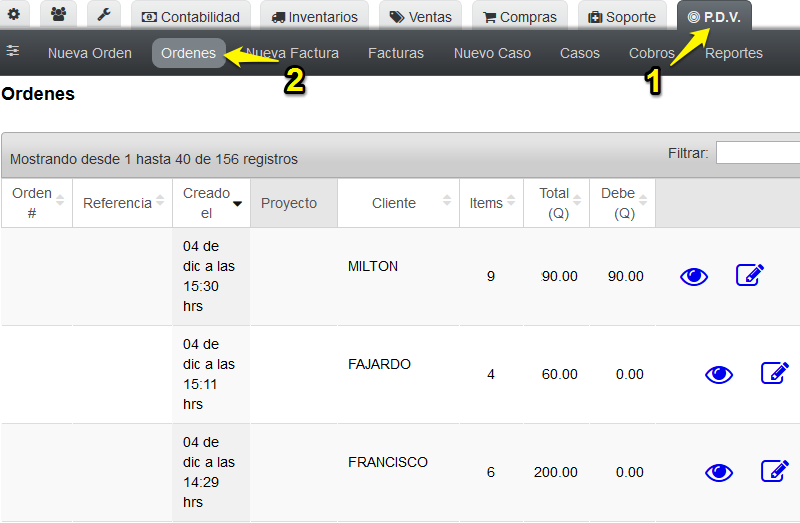 Contabilidad Inventarios Ventas Compras Soporte P.D.V.
Nueva Orden Ordenes Nueva Factura Facturas Nuevo Caso Casos Cobros Reportes
2 1
Ordenes
Mostrando desde 1 hasta 40 de 156 registros Filtrar:
Orden # Referencia Creado el Proyecto Cliente Items Total (Q) Debe (Q)
04 de
dic a las
15:30
hrs
MILTON 9 90.00 90.00
04 de
dic a las
15:11
hrs
FAJARDO 4 60.00 0.00
04 de
dic a las
14:29
hrs
FRANCISCO 6 200.00 0.00